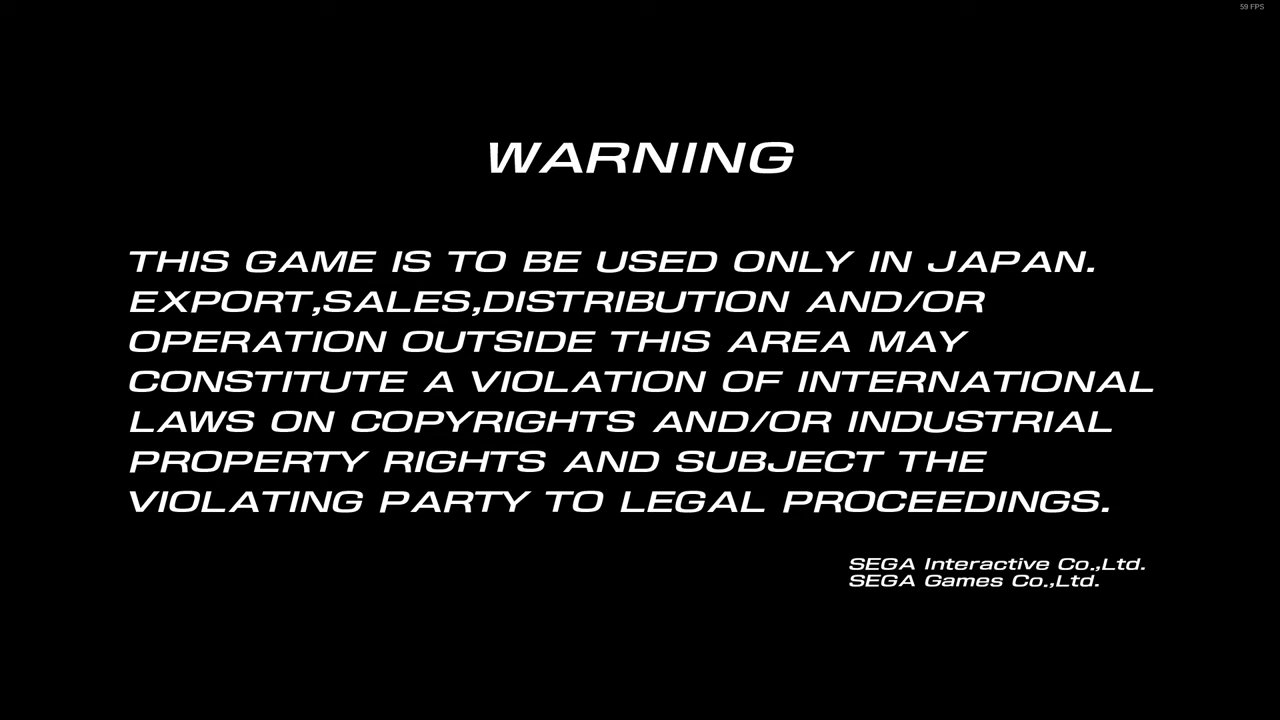 59 FPS
WARNING
THIS GAME IS TO BE USED ONLY IN JAPAN.
EXPORT,SALES,DISTRIBUTION AND/OR
OPERATION OUTSIDE THIS AREA MAY
CONSTITUTE A VIOLATION OF INTERNATIONAL
LAWS ON COPYRIGHTS AND/OR INDUSTRIAL
PROPERTY RIGHTS AND SUBJECT THE
VIOLATING PARTY TO LEGAL PROCEEDINGS.
SEGA Interactive Co.,Ltd.
SEGA Games Co.,Ltd.